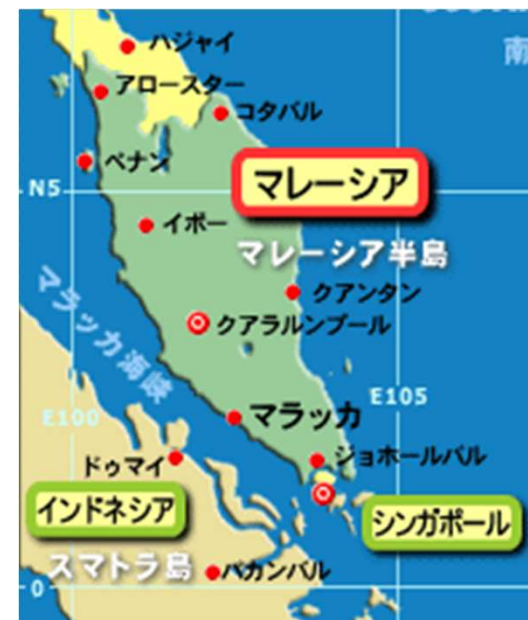 南
ハジャイ
アロースター
コタバル
ペナン
マレーシア
N5
イポー
マレーシア半島
クアンタン
マラッカ海峡
クアラルンプール
E105
E100
マラッカ
ドゥマイ
ジョホールバル
インドネシア
シンガポール
スマトラ島
パカンバル
0